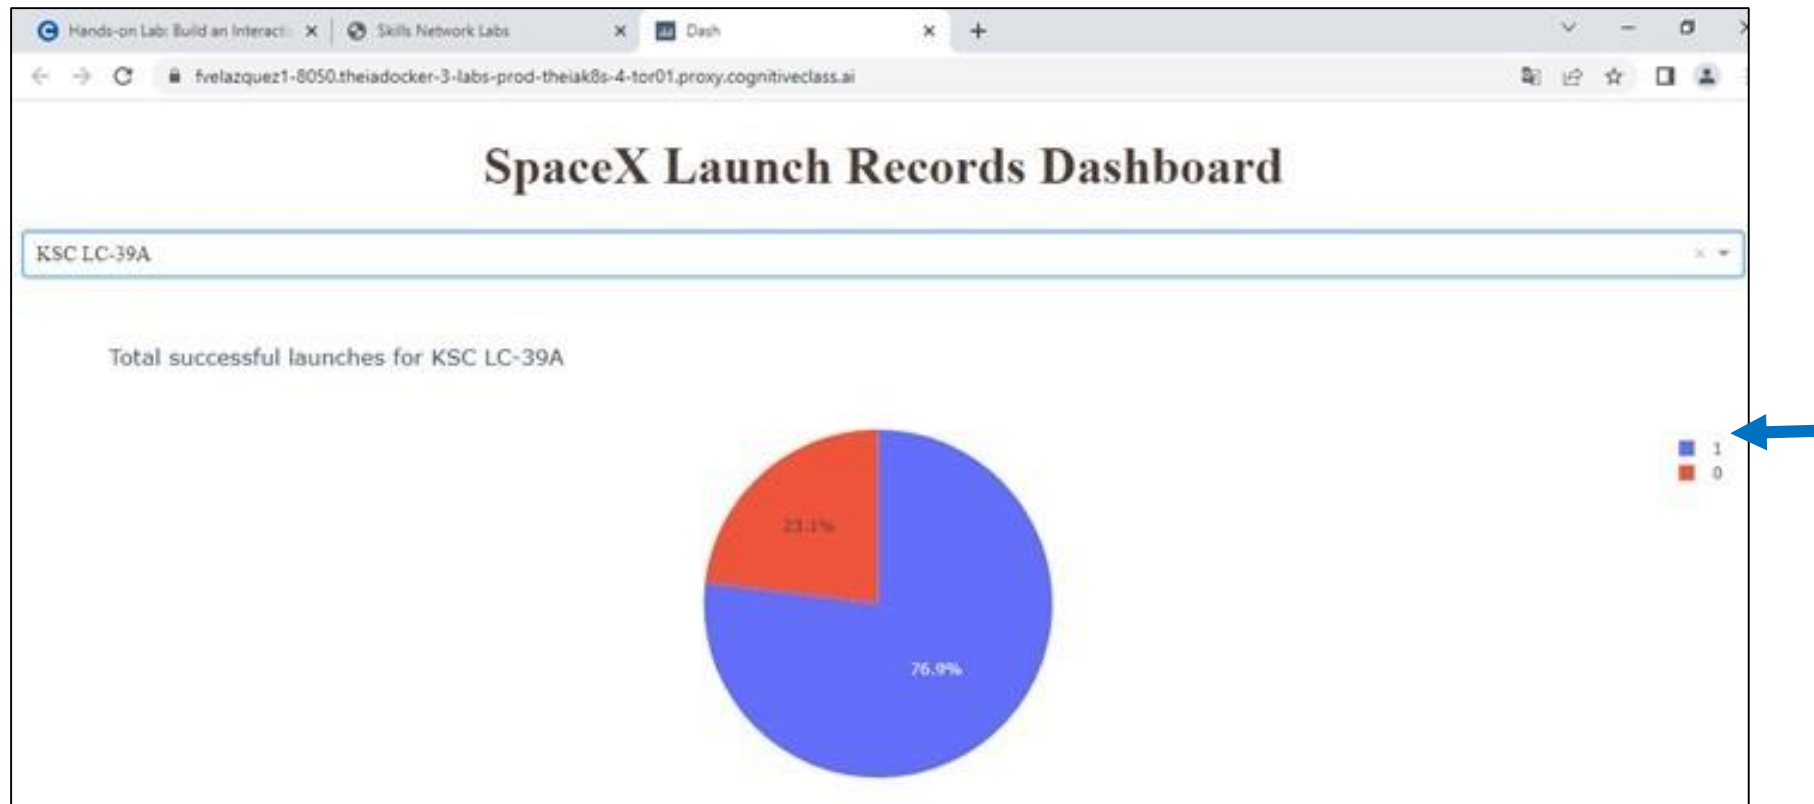 Hands-on Lab: Build an Interacti
Skills Network Labs
Dash
fvelazquez1-8050.theiadocker-3-labs-prod-theiak8s-4-tor01.proxy.cognitiveclass.ai
SpaceX Launch Records Dashboard
KSC LC-39A
Total successful launches for KSC LC-39A
1
0
23.1%
76.9%